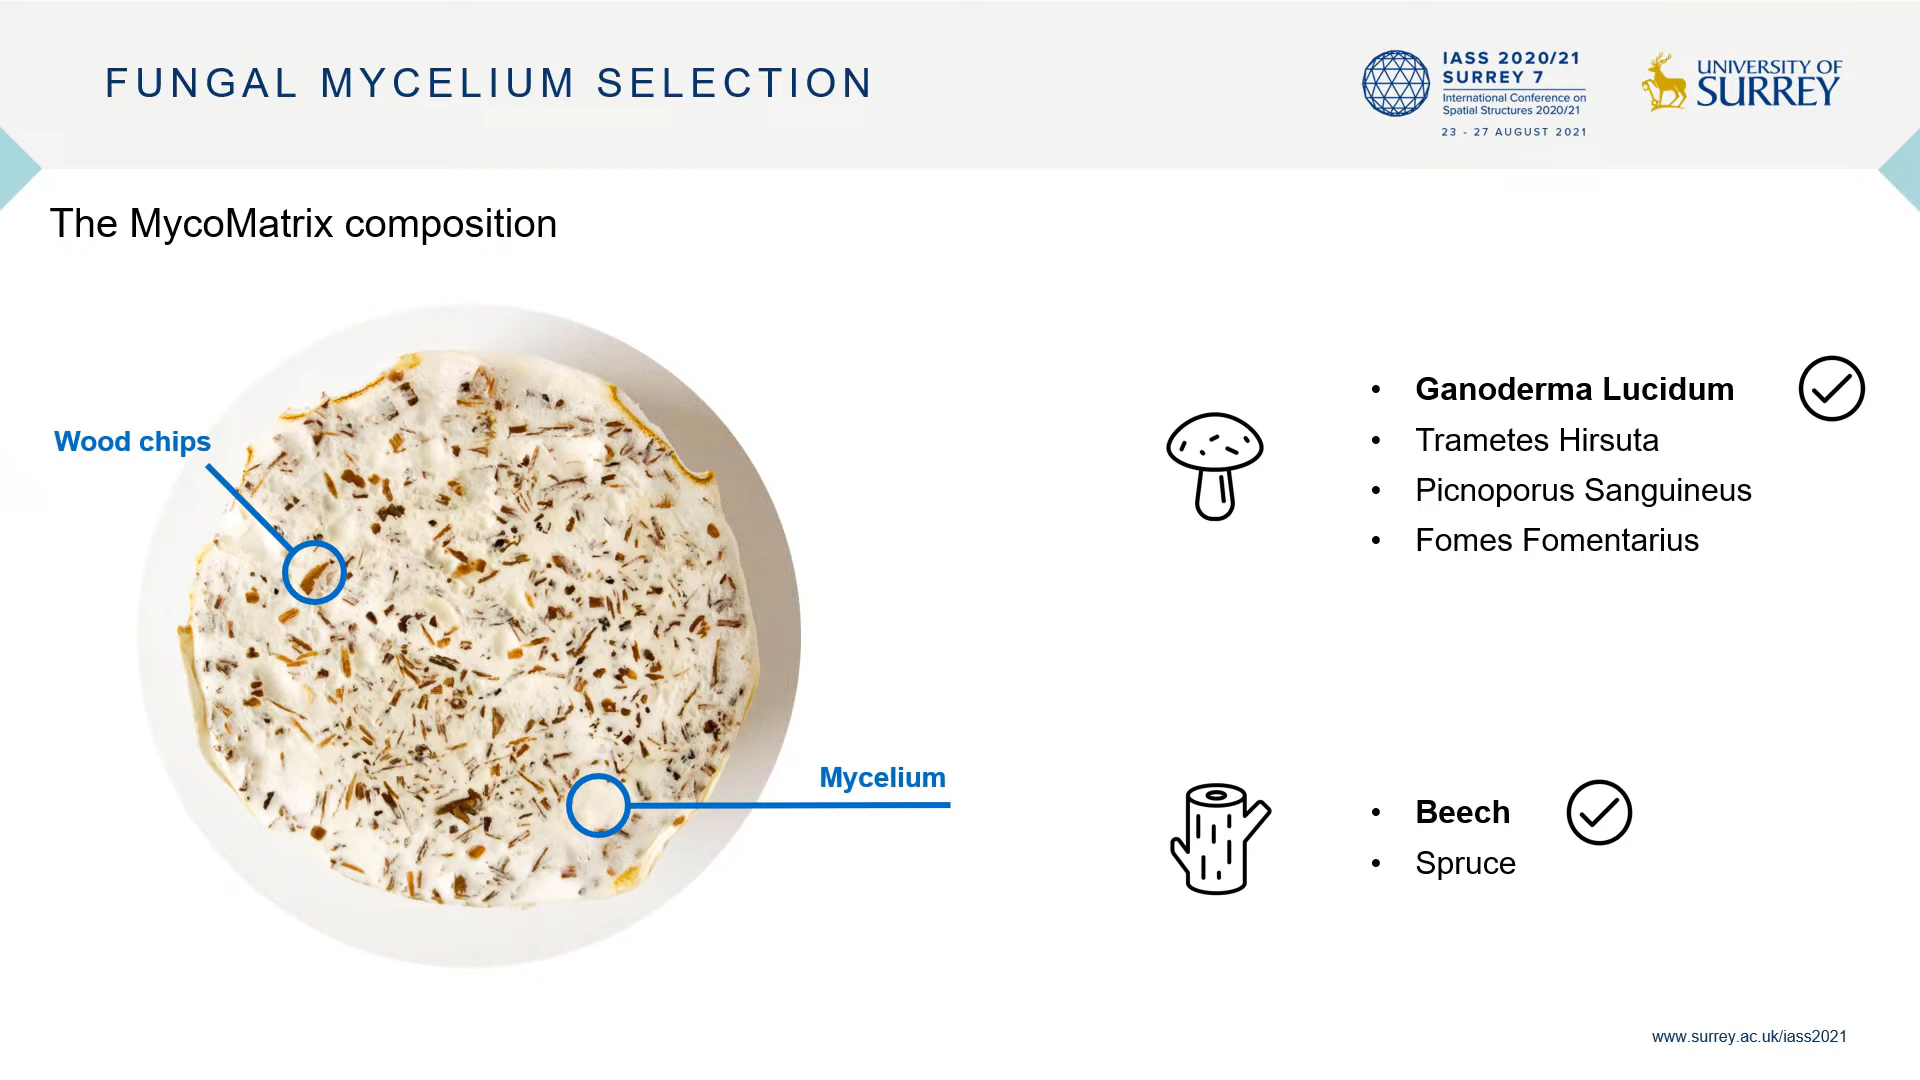 FUNGAL MYCELIUM SELECTION
IASS 2020/21
SURREY 7
International Conference on
Spatial Structures 2020/21
23 - 27 AUGUST 2021
UNIVERSITY OF
SURREY
The MycoMatrix composition
Wood chips
Mycelium
• Ganoderma Lucidum
• Trametes Hirsuta
• Picnoporus Sanguineus
• Fomes Fomentarius
• Beech
• Spruce
www.surrey.ac.uk/iass2021